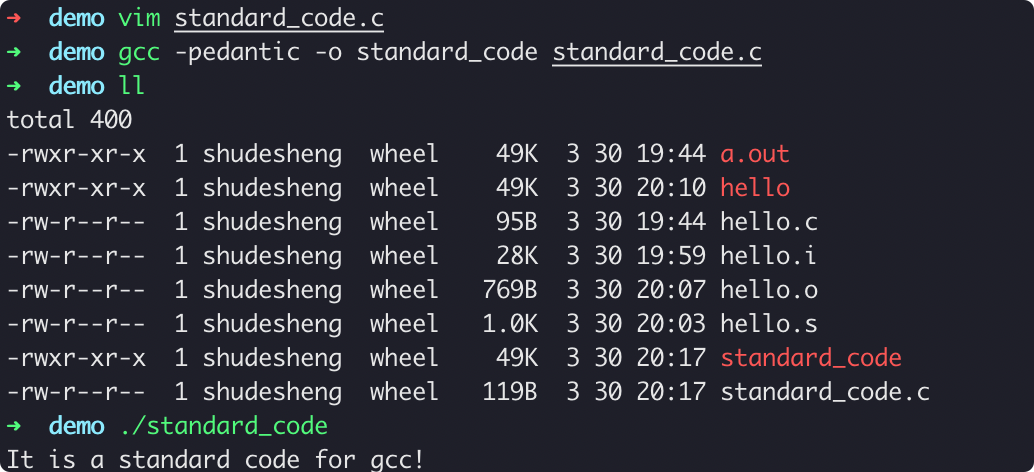 ➜  demo vim standard_code.c
➜  demo gcc -pedantic -o standard_code standard_code.c
➜  demo ll
total 400
-rwxr-xr-x  1 shudesheng  wheel    49K  3 30 19:44 a.out
-rwxr-xr-x  1 shudesheng  wheel    49K  3 30 20:10 hello
-rw-r--r--  1 shudesheng  wheel    95B  3 30 19:44 hello.c
-rw-r--r--  1 shudesheng  wheel    28K  3 30 19:59 hello.i
-rw-r--r--  1 shudesheng  wheel   769B  3 30 20:07 hello.o
-rw-r--r--  1 shudesheng  wheel   1.0K  3 30 20:03 hello.s
-rwxr-xr-x  1 shudesheng  wheel    49K  3 30 20:17 standard_code
-rw-r--r--  1 shudesheng  wheel   119B  3 30 20:17 standard_code.c
➜  demo ./standard_code
It is a standard code for gcc!